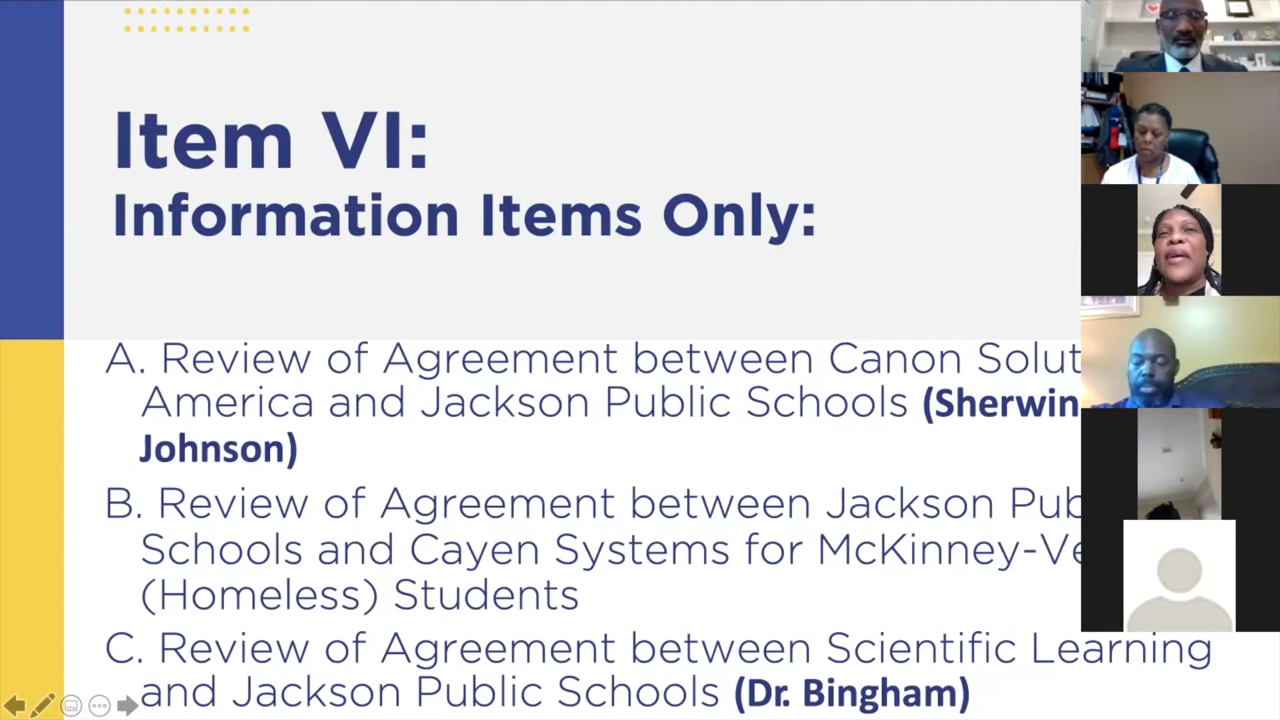 Item VI:
Information Items Only:
A. Review of Agreement between Canon Solut
America and Jackson Public Schools (Sherwin
Johnson)
B. Review of Agreement between Jackson Pub
Schools and Cayen Systems for McKinney-Ve
(Homeless) Students
C. Review of Agreement between Scientific Learning
and Jackson Public Schools (Dr. Bingham)